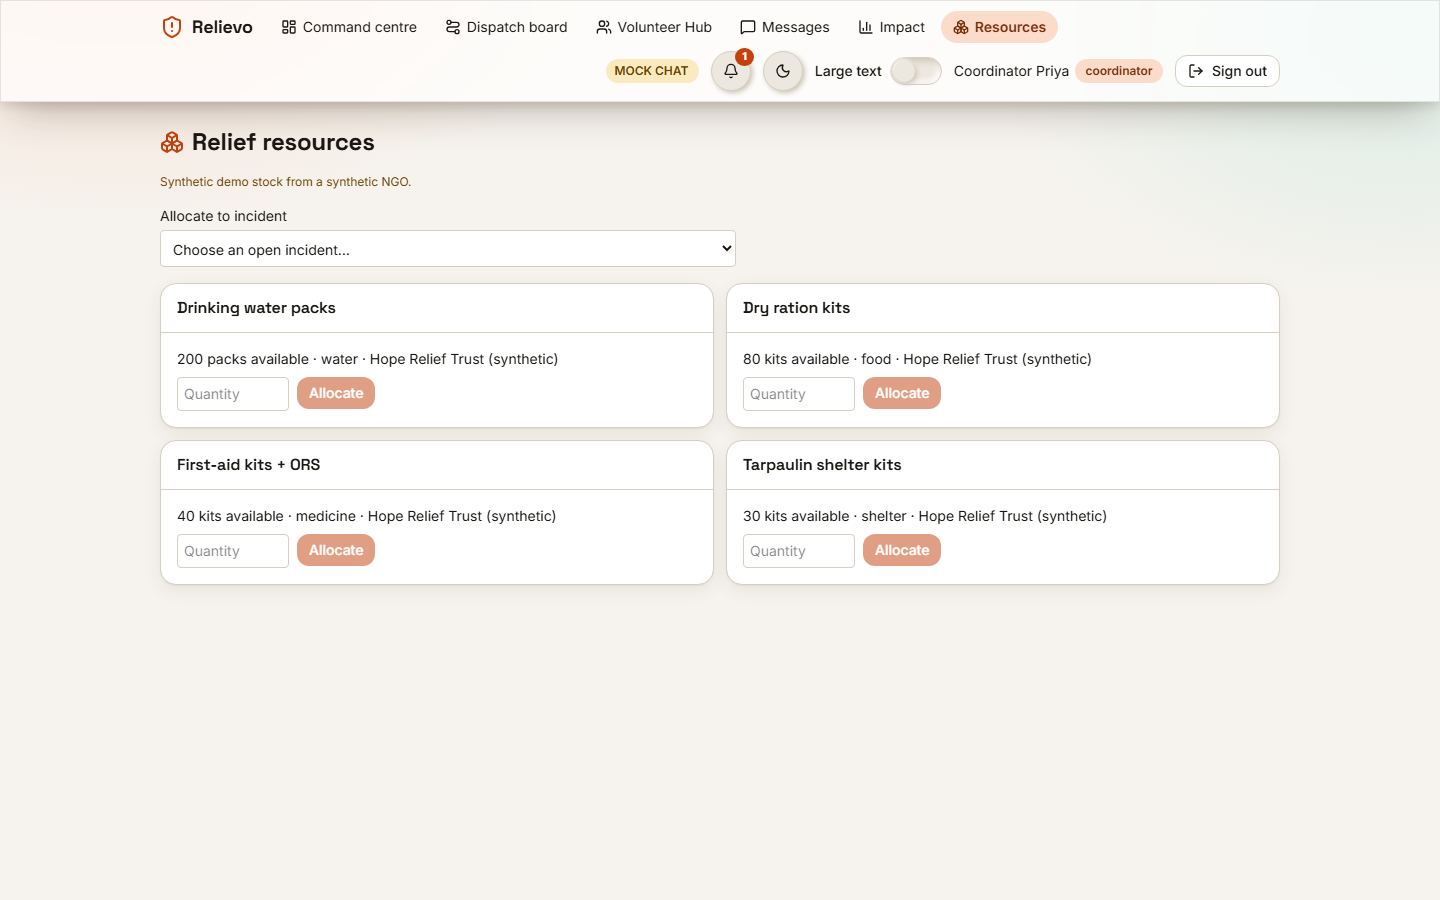 Relievo Command centre Dispatch board Volunteer Hub Messages Impact Resources
MOCK CHAT 1 Large text Coordinator Priya coordinator Sign out
Relief resources
Synthetic demo stock from a synthetic NGO.
Allocate to incident
Choose an open incident...
Drinking water packs
200 packs available · water · Hope Relief Trust (synthetic)
Quantity Allocate
Dry ration kits
80 kits available · food · Hope Relief Trust (synthetic)
Quantity Allocate
First-aid kits + ORS
40 kits available · medicine · Hope Relief Trust (synthetic)
Quantity Allocate
Tarpaulin shelter kits
30 kits available · shelter · Hope Relief Trust (synthetic)
Quantity Allocate